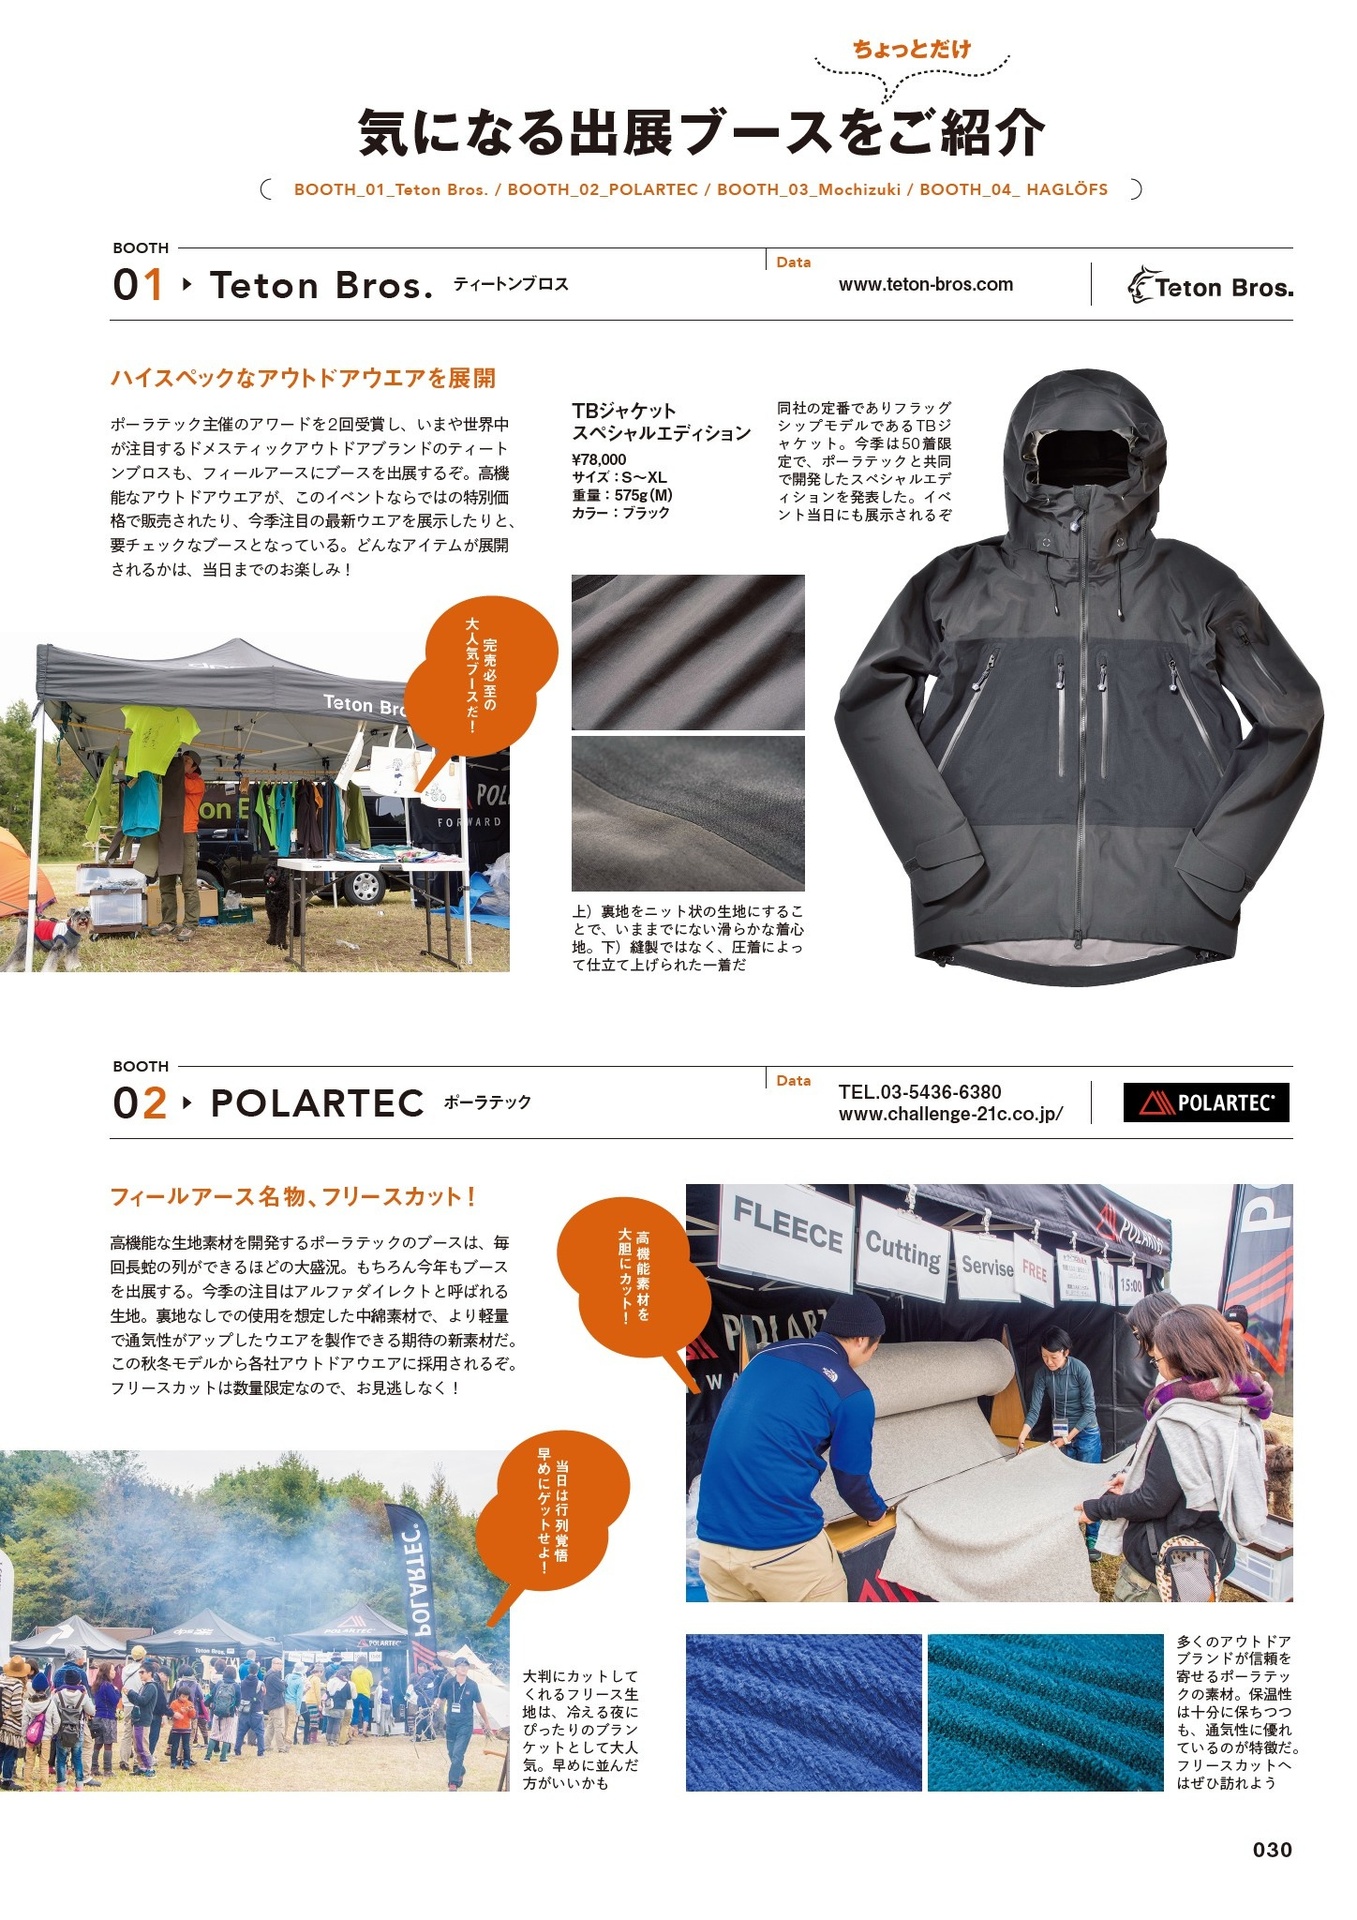 ちょっとだけ
気になる出展ブースをご紹介
BOOTH_01_Teton Bros. / BOOTH_02_POLARTEC / BOOTH_03_Mochizuki / BOOTH_04_ HAGLÖFS
BOOTH
01 Teton Bros. ティートンブロス
Data
www.teton-bros.com
Teton Bros.
ハイスペックなアウトドアウエアを展開
ポーラテック主催のアワードを2回受賞し、いまや世界中
が注目するドメスティックアウトドアブランドのティート
ンブロスも、フィールアースにブースを出展するぞ。高機
能なアウトドアウエアが、このイベントならではの特別価
格で販売されたり、今季注目の最新ウエアを展示したりと、
要チェックなブースとなっている。どんなアイテムが展開
されるかは、当日までのお楽しみ！
TBジャケット
スペシャルエディション
¥78,000
サイズ：S〜XL
重量：575g（M）
カラー：ブラック
同社の定番でありフラッグ
シップモデルであるTBジ
ャケット。今季は50着限
定で、ポーラテックと共同
で開発したスペシャルエデ
ィションを発表した。イベ
ント当日にも展示されるぞ
完売必至の
大人気ブースだ！
Teton Bro
on B
POL
FORWARD
上）裏地をニット状の生地にするこ
とで、いままでにない滑らかな着心
地。下）縫製ではなく、圧着によっ
て仕立て上げられた一着だ
BOOTH
02 POLARTEC ポーラテック
Data
TEL.03-5436-6380
www.challenge-21c.co.jp/
POLARTEC
フィールアース名物、フリースカット！
高機能な生地素材を開発するポーラテックのブースは、毎
回長蛇の列ができるほどの大盛況。もちろん今年もブース
を出展する。今季の注目はアルファダイレクトと呼ばれる
生地。裏地なしでの使用を想定した中綿素材で、より軽量
で通気性がアップしたウエアを製作できる期待の新素材だ。
この秋冬モデルから各社アウトドアウエアに採用されるぞ。
フリースカットは数量限定なので、お見逃しなく！
高機能素材を
大胆にカット！
FLEECE
Cutting
Servise
FREE
15:00
POLARTEC
POLART
PO
当日は行列覚悟
早めにゲットせよ！
POLARTEC.
Teton Bros.
POLARTEC
大判にカットして
くれるフリース生
地は、冷える夜に
ぴったりのブラン
ケットとして大人
気。早めに並んだ
方がいいかも
多くのアウトドア
ブランドが信頼を
寄せるポーラテッ
クの素材。保温性
は十分に保ちつつ
も、通気性に優れ
ているのが特徴だ。
フリースカットへ
はぜひ訪れよう
030